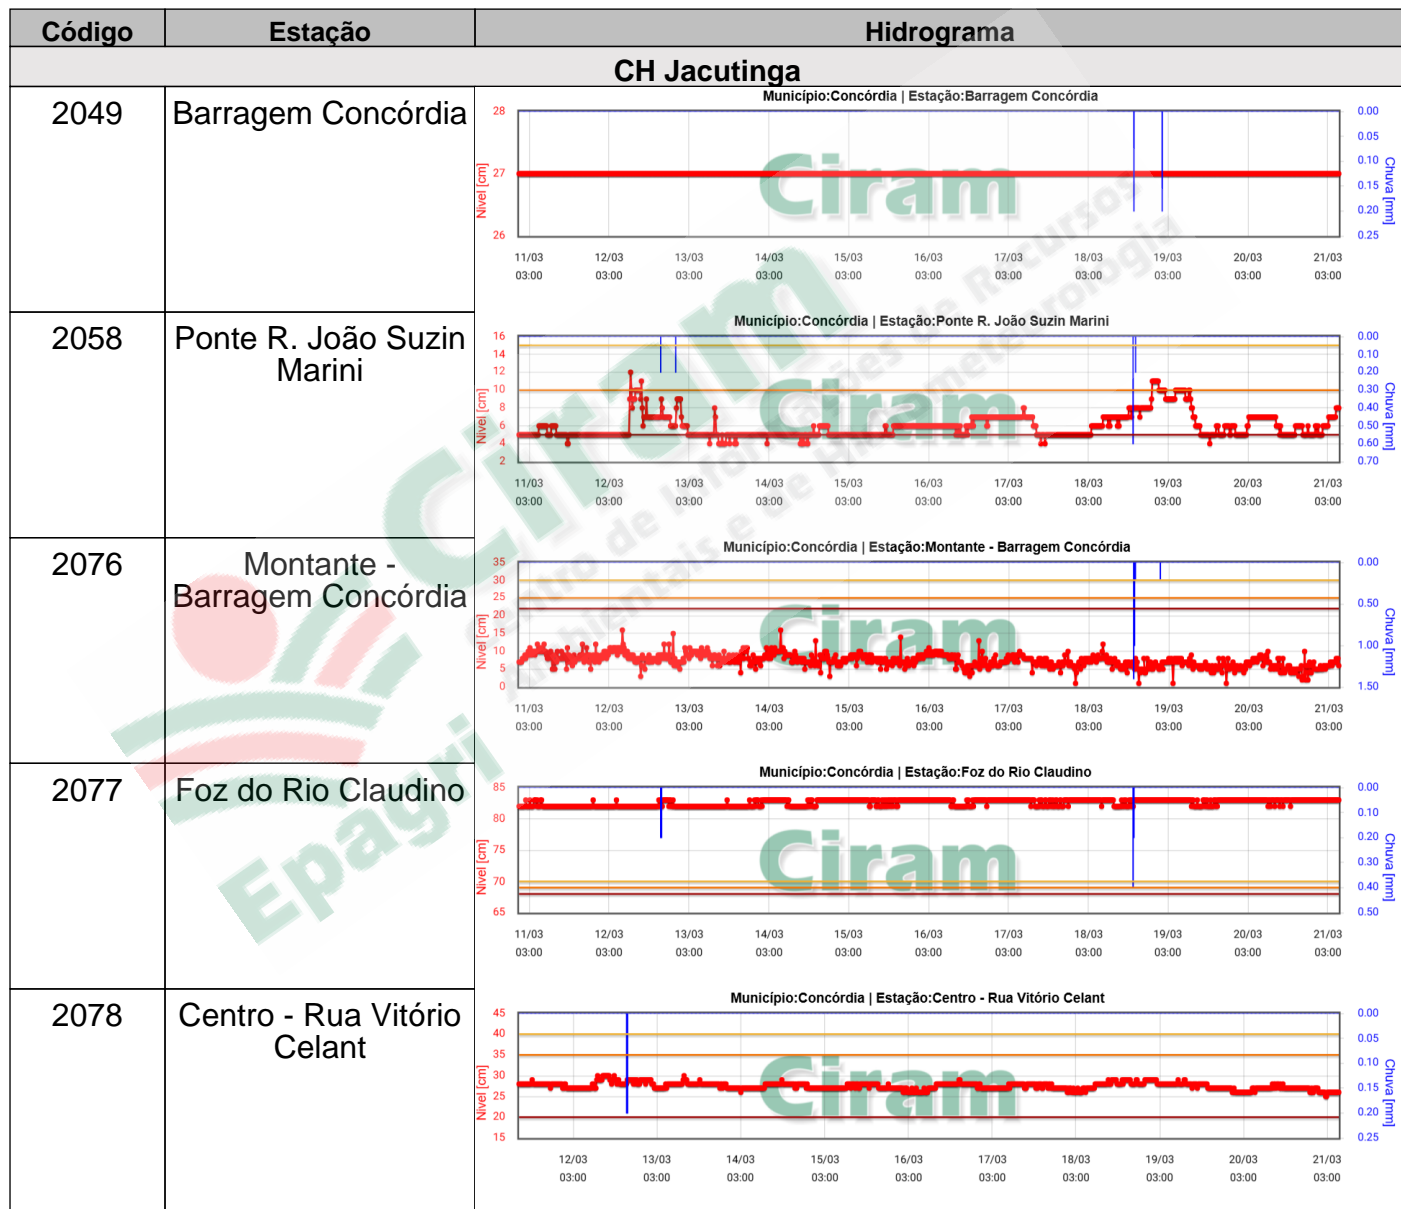 Código Estação Hidrograma
CH Jacutinga
2049 Barragem Concórdia
Município:Concórdia | Estação:Barragem Concórdia
28 27 26
Nivel [cm]
0.00 0.05 0.10 0.15 0.20 0.25
Chuva [mm]
11/03 12/03 13/03 14/03 15/03 16/03 17/03 18/03 19/03 20/03 21/03
03:00 03:00 03:00 03:00 03:00 03:00 03:00 03:00 03:00 03:00 03:00
Ciram
2058 Ponte R. João Suzin
Marini
Município:Concórdia | Estação:Ponte R. João Suzin Marini
16 14 12 10 8 6 4 2
Nivel [cm]
0.00 0.10 0.20 0.30 0.40 0.50 0.60 0.70
Chuva [mm]
11/03 12/03 13/03 14/03 15/03 16/03 17/03 18/03 19/03 20/03 21/03
03:00 03:00 03:00 03:00 03:00 03:00 03:00 03:00 03:00 03:00 03:00
Ciram
2076 Montante -
Barragem Concórdia
Município:Concórdia | Estação:Montante - Barragem Concórdia
35 30 25 20 15 10 5 0
Nivel [cm]
0.00 0.50 1.00 1.50
Chuva [mm]
11/03 12/03 13/03 14/03 15/03 16/03 17/03 18/03 19/03 20/03 21/03
03:00 03:00 03:00 03:00 03:00 03:00 03:00 03:00 03:00 03:00 03:00
Ciram
2077 Foz do Rio Claudino
Município:Concórdia | Estação:Foz do Rio Claudino
85 80 75 70 65
Nivel [cm]
0.00 0.10 0.20 0.30 0.40 0.50
Chuva [mm]
11/03 12/03 13/03 14/03 15/03 16/03 17/03 18/03 19/03 20/03 21/03
03:00 03:00 03:00 03:00 03:00 03:00 03:00 03:00 03:00 03:00 03:00
Ciram
2078 Centro - Rua Vitório
Celant
Município:Concórdia | Estação:Centro - Rua Vitório Celant
45 40 35 30 25 20 15
Nivel [cm]
0.00 0.05 0.10 0.15 0.20 0.25
Chuva [mm]
12/03 13/03 14/03 15/03 16/03 17/03 18/03 19/03 20/03 21/03
03:00 03:00 03:00 03:00 03:00 03:00 03:00 03:00 03:00 03:00
Ciram
Epagri
Ciram
Centro de Informações de Recursos
Ambientais e de Hidrometeorologia